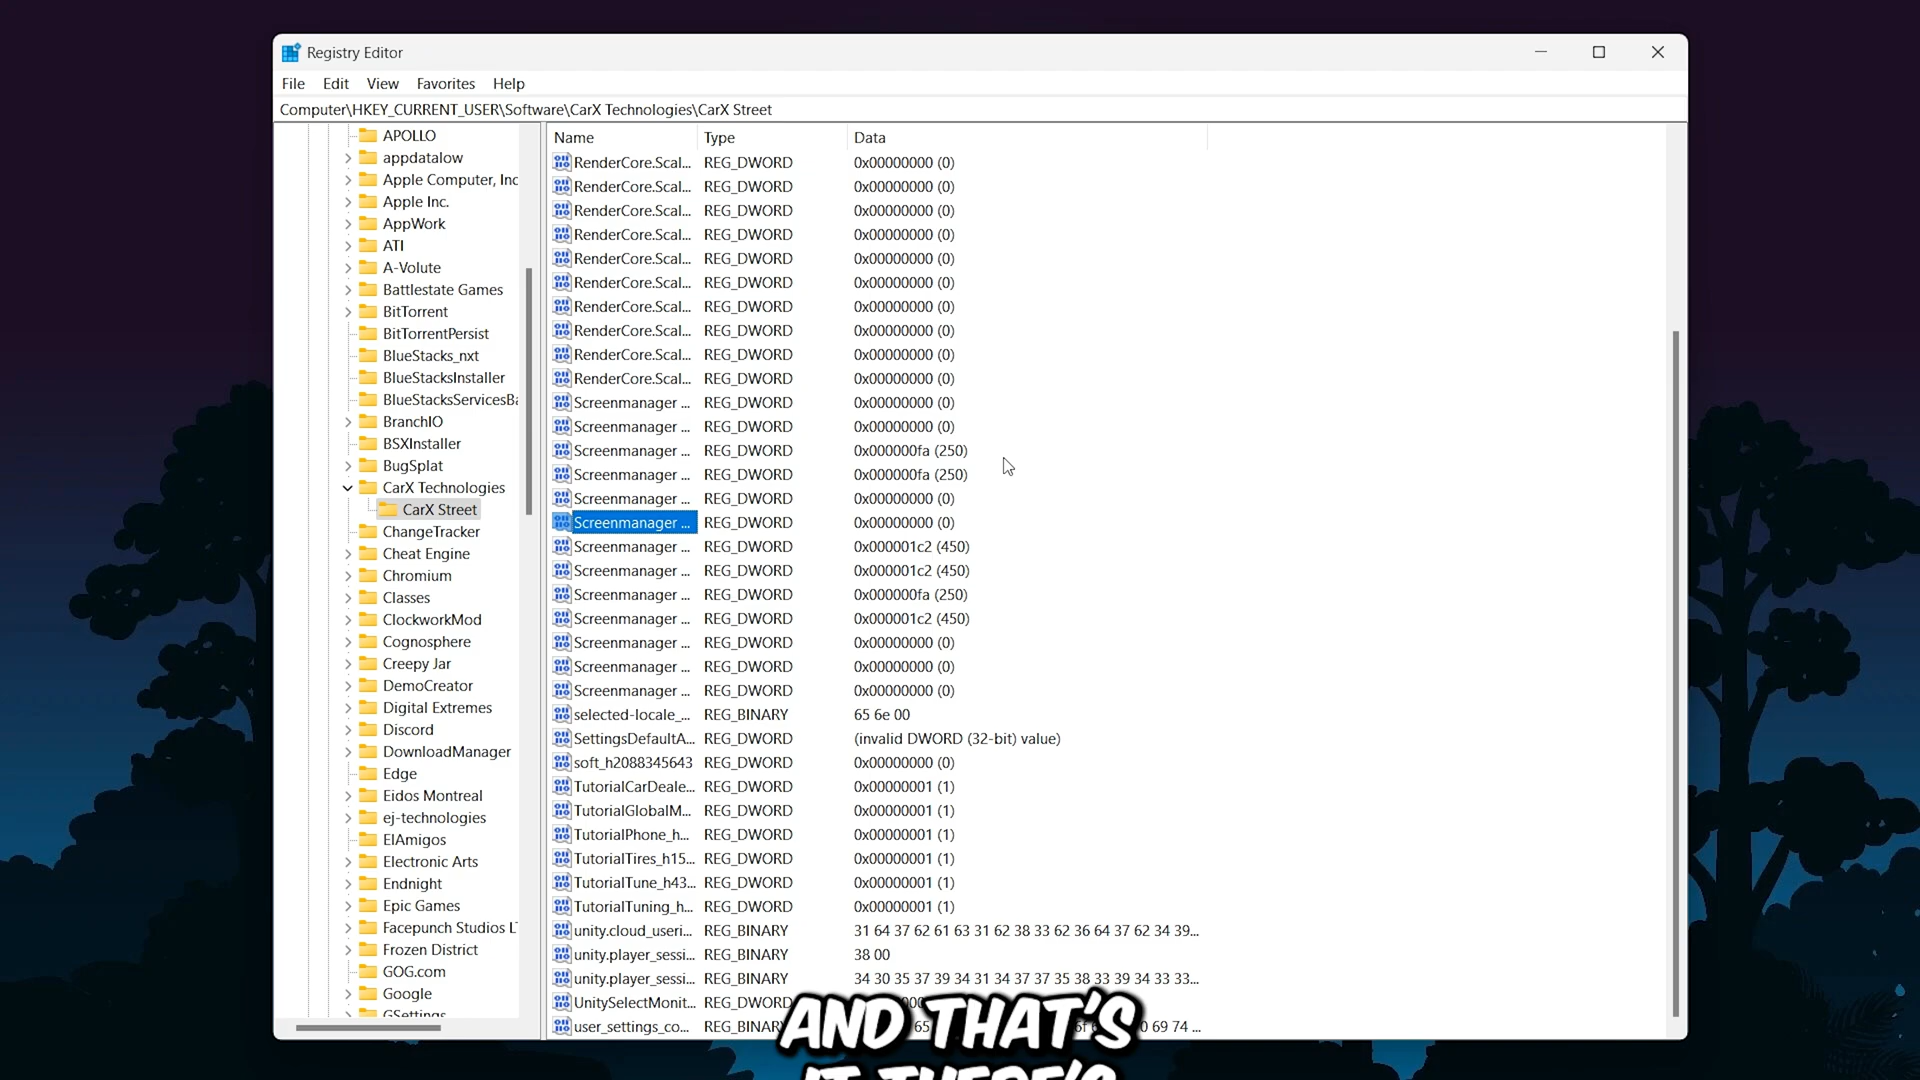 Registry Editor
File Edit View Favorites Help
Computer\HKEY_CURRENT_USER\Software\CarX Technologies\CarX Street
APOLLO
appdatalow
Apple Computer, Inc
Apple Inc.
AppWork
ATI
A-Volute
Battlestate Games
BitTorrent
BitTorrentPersist
BlueStacks_nxt
BlueStacksInstaller
BlueStacksServicesBa
BranchIO
BSXInstaller
BugSplat
CarX Technologies
CarX Street
ChangeTracker
Cheat Engine
Chromium
Classes
ClockworkMod
Cognosphere
Creepy Jar
DemoCreator
Digital Extremes
Discord
DownloadManager
Edge
Eidos Montreal
ej-technologies
ElAmigos
Electronic Arts
Endnight
Epic Games
Facepunch Studios LT
Frozen District
GOG.com
Google
GSettings
Name Type Data
RenderCore.Scal... REG_DWORD 0x00000000 (0)
RenderCore.Scal... REG_DWORD 0x00000000 (0)
RenderCore.Scal... REG_DWORD 0x00000000 (0)
RenderCore.Scal... REG_DWORD 0x00000000 (0)
RenderCore.Scal... REG_DWORD 0x00000000 (0)
RenderCore.Scal... REG_DWORD 0x00000000 (0)
RenderCore.Scal... REG_DWORD 0x00000000 (0)
RenderCore.Scal... REG_DWORD 0x00000000 (0)
RenderCore.Scal... REG_DWORD 0x00000000 (0)
RenderCore.Scal... REG_DWORD 0x00000000 (0)
Screenmanager ... REG_DWORD 0x00000000 (0)
Screenmanager ... REG_DWORD 0x00000000 (0)
Screenmanager ... REG_DWORD 0x000000fa (250)
Screenmanager ... REG_DWORD 0x000000fa (250)
Screenmanager ... REG_DWORD 0x00000000 (0)
Screenmanager ... REG_DWORD 0x00000000 (0)
Screenmanager ... REG_DWORD 0x000001c2 (450)
Screenmanager ... REG_DWORD 0x000001c2 (450)
Screenmanager ... REG_DWORD 0x000000fa (250)
Screenmanager ... REG_DWORD 0x000001c2 (450)
Screenmanager ... REG_DWORD 0x00000000 (0)
Screenmanager ... REG_DWORD 0x00000000 (0)
Screenmanager ... REG_DWORD 0x00000000 (0)
selected-locale_... REG_BINARY 65 6e 00
SettingsDefaultA... REG_DWORD (invalid DWORD (32-bit) value)
soft_h2088345643 REG_DWORD 0x00000000 (0)
TutorialCarDeale... REG_DWORD 0x00000001 (1)
TutorialGlobalM... REG_DWORD 0x00000001 (1)
TutorialPhone_h... REG_DWORD 0x00000001 (1)
TutorialTires_h15... REG_DWORD 0x00000001 (1)
TutorialTune_h43... REG_DWORD 0x00000001 (1)
TutorialTuning_h... REG_DWORD 0x00000001 (1)
unity.cloud_useri... REG_BINARY 31 64 37 62 61 63 31 62 38 33 62 36 64 37 62 34 39...
unity.player_sessi... REG_BINARY 38 00
unity.player_sessi... REG_BINARY 34 30 35 37 39 34 31 34 37 37 35 38 33 39 34 33 33...
UnitySelectMonit... REG_DWORD
user_settings_co... REG_BINARY 65 69 74 ...
AND THAT'S
IT THERE'S